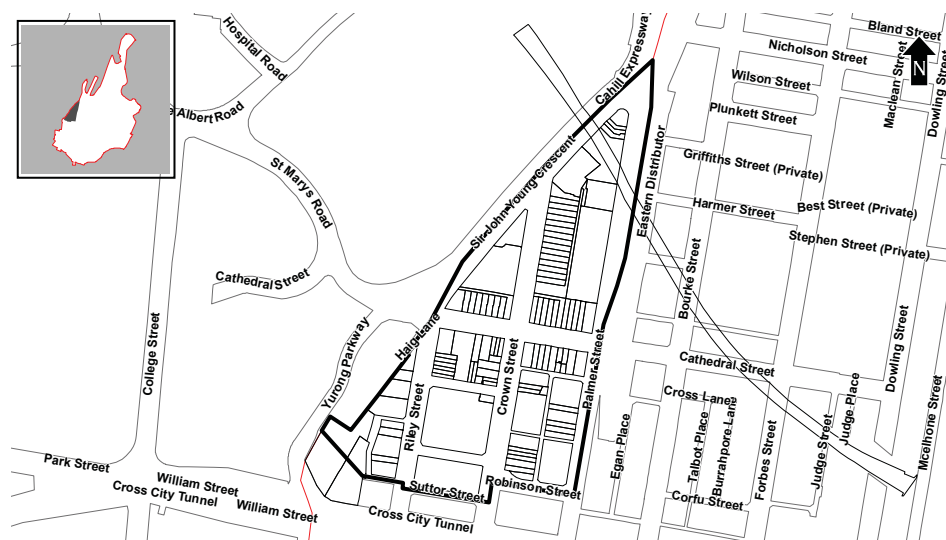 Hospital Road
Cahill Expressway
Bland Street
Nicholson Street
N
Maclean Street
Dowling St
Wilson Street
e Albert Road
Plunkett Street
St Marys Road
Sir John Young Crescent
Eastern Distributor
Griffiths Street (Private)
Harmer Street
Best Street (Private)
Stephen Street (Private)
Cathedral Street
Bourke Street
College Street
Yurong Parkway
Haig Lane
Crown Street
Palmer Street
Dowling Street
Cathedral Street
Riley Street
Cross Lane
Judge Place
Mcelhone Street
Egan Place
Talbot Place
Burrahpore Lane
Forbes Street
Judge Street
Park Street
William Street
Cross City Tunnel
William Street
Suttor Street
Robinson Street
Corfu Street
Cross City Tunnel